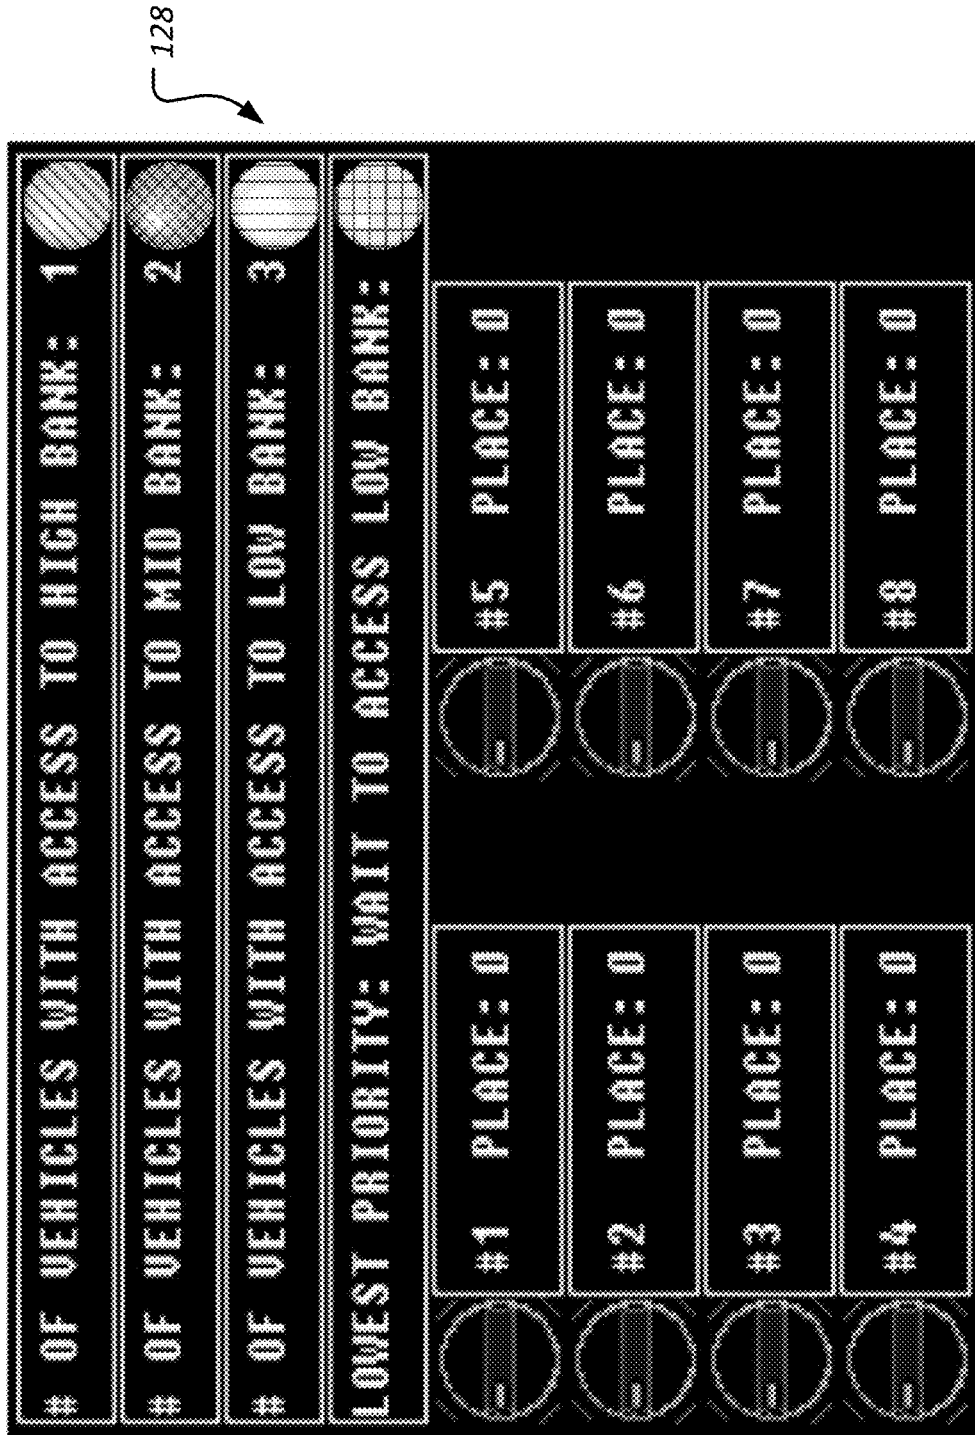 128
# OF VEHICLES WITH ACCESS TO HIGH BANK: 1
# OF VEHICLES WITH ACCESS TO MID BANK: 2
# OF VEHICLES WITH ACCESS TO LOW BANK: 3
LOWEST PRIORITY: WAIT TO ACCESS LOW BANK:
#1 PLACE: 0
#5 PLACE: 0
#2 PLACE: 0
#6 PLACE: 0
#3 PLACE: 0
#7 PLACE: 0
#4 PLACE: 0
#8 PLACE: 0